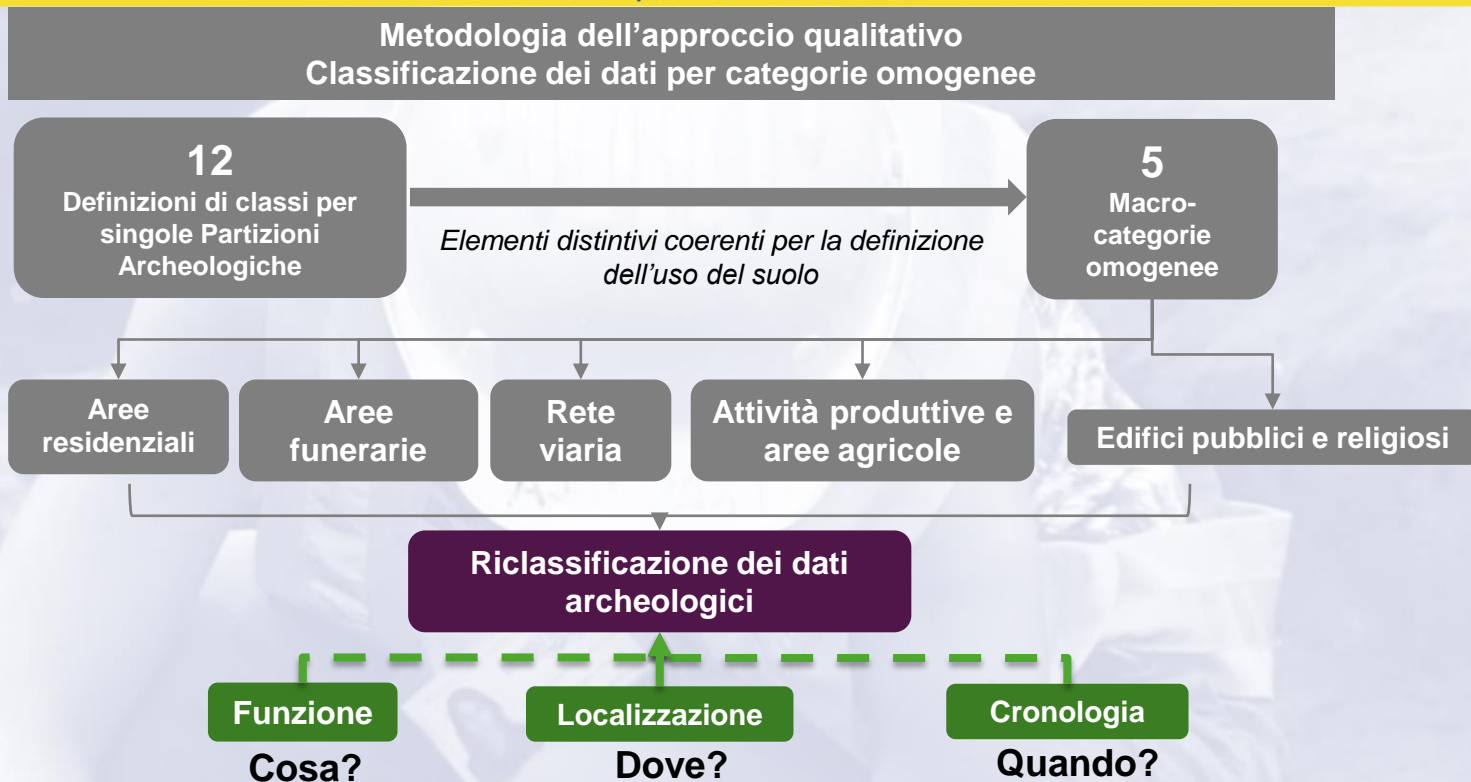 Metodologia dell’approccio qualitativo
Classificazione dei dati per categorie omogenee
12
Definizioni di classi per
singole Partizioni
Archeologiche
Elementi distintivi coerenti per la definizione
dell’uso del suolo
5
Macro-
categorie
omogenee
Aree
residenziali
Aree
funerarie
Rete
viaria
Attività produttive e
aree agricole
Edifici pubblici e religiosi
Riclassificazione dei dati
archeologici
Funzione
Localizzazione
Cronologia
Cosa?
Dove?
Quando?